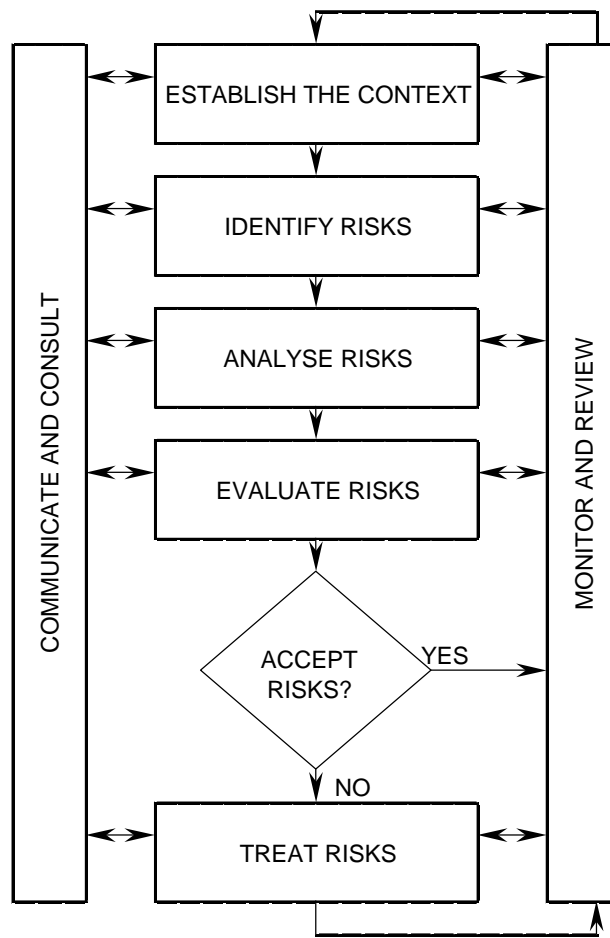 ESTABLISH THE CONTEXT
IDENTIFY RISKS
ANALYSE RISKS
EVALUATE RISKS
ACCEPT
RISKS?
YES
NO
TREAT RISKS
COMMUNICATE AND CONSULT
MONITOR AND REVIEW